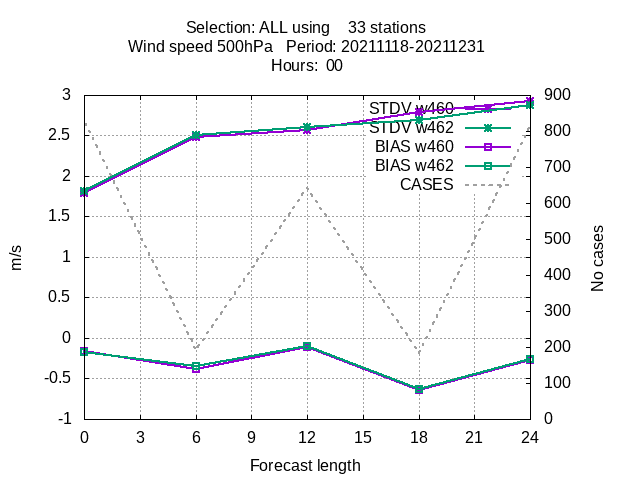 Selection: ALL using 33 stations
Wind speed 500hPa Period: 20211118-20211231
Hours: 00
3
2.5
2
1.5
1
0.5
0
-0.5
-1
m/s
STDV w460
STDV w462
BIAS w460
BIAS w462
CASES
900
800
700
600
500
400
300
200
100
0
No cases
0 3 6 9 12 15 18 21 24
Forecast length